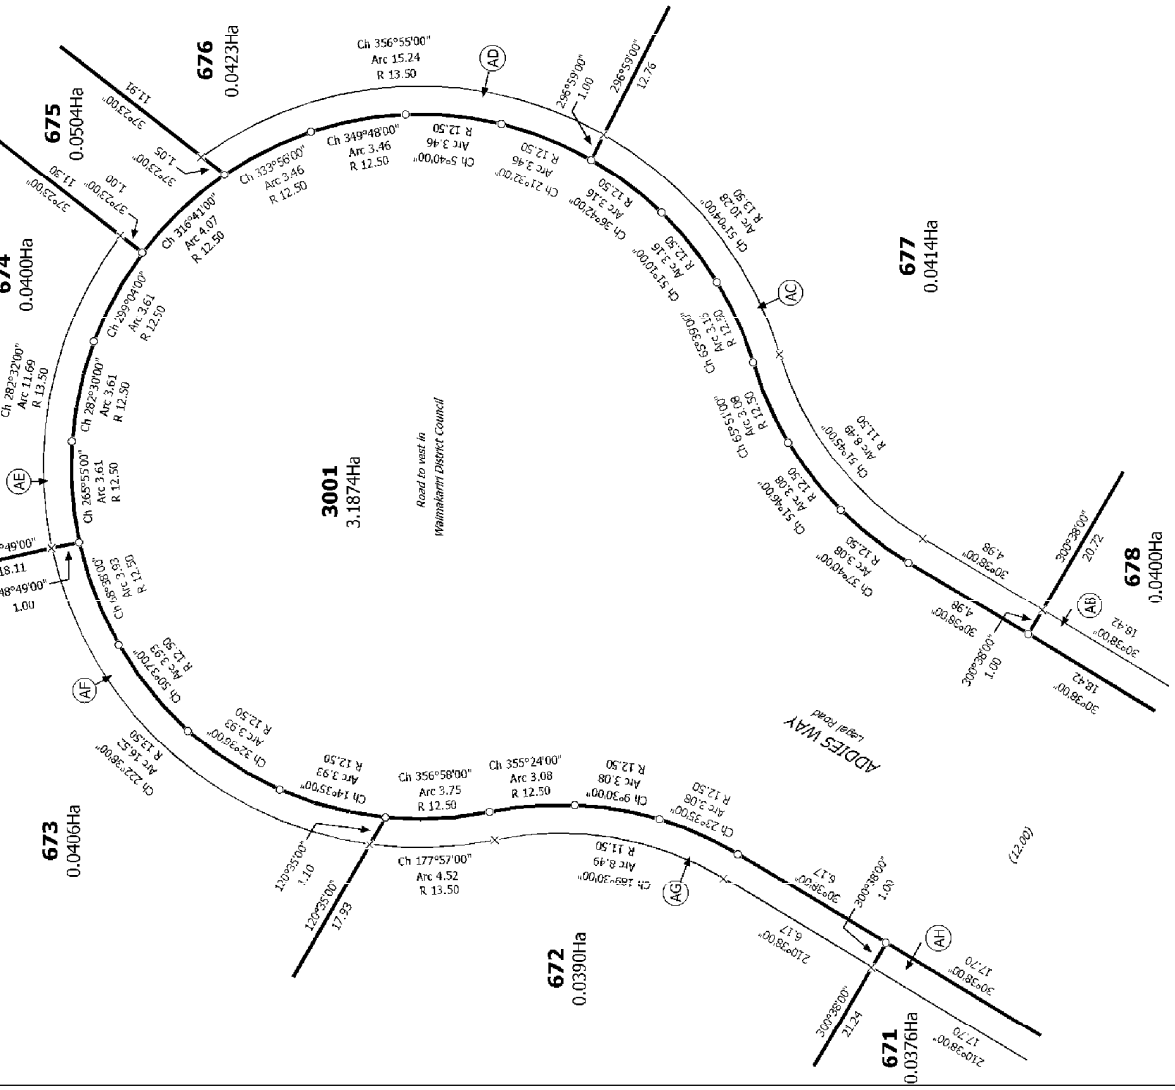 676
0.0423Ha
Ch 356°55'00"
Arc 15.24
R 13.50
AD
296°59'00"
1.00
296°59'00"
12.76
675
0.0504Ha
11.91
37°23'00"
1.05
37°23'00"
11.30
37°23'00"
1.00
37°23'00"
674
0.0400Ha
Ch 282°32'00"
Arc 11.69
R 13.50
AE
Ch 333°56'00"
Arc 3.46
R 12.50
Ch 349°48'00"
Arc 3.46
R 12.50
Ch 5°40'00"
Arc 3.46
R 12.50
Ch 21°32'00"
Arc 3.46
R 12.50
Ch 316°41'00"
Arc 4.07
R 12.50
Ch 299°04'00"
Arc 3.61
R 12.50
Ch 282°30'00"
Arc 3.61
R 12.50
Ch 265°55'00"
Arc 3.61
R 12.50
Ch 36°42'00"
Arc 3.16
R 12.50
Ch 51°10'00"
Arc 3.16
R 12.50
Ch 65°39'00"
Arc 3.15
R 12.50
Ch 51°04'00"
Arc 10.28
R 13.50
AC
677
0.0414Ha
3001
3.1874Ha
Road to vest in
Waimakariri District Council
18.11
48°49'00"
1.00
Ch 68°38'00"
Arc 3.93
R 12.50
Ch 50°37'00"
Arc 3.93
R 12.50
Ch 32°36'00"
Arc 3.93
R 12.50
Ch 14°35'00"
Arc 3.93
R 12.50
AF
Ch 222°38'00"
R 13.50
673
0.0406Ha
Ch 65°51'00"
Arc 3.08
R 12.50
Ch 51°46'00"
Arc 3.08
R 12.50
Ch 37°40'00"
Arc 3.08
R 12.50
Ch 51°45'00"
Arc 8.49
R 11.50
30°38'00"
4.98
30°38'00"
4.98
300°38'00"
1.00
300°38'00"
20.72
AB
678
0.0400Ha
30°38'00"
18.42
30°38'00"
18.42
120°35'00"
120°35'00"
17.93
Ch 356°58'00"
Arc 3.75
R 12.50
Ch 355°24'00"
Arc 3.08
R 12.50
Ch 9°30'00"
Arc 3.08
R 12.50
Ch 23°35'00"
Arc 3.08
R 12.50
Ch 177°57'00"
Arc 4.52
R 13.50
Ch 189°30'00"
Arc 8.49
R 11.50
AG
ADDIES WAY
Legal Road
(12.00)
672
0.0390Ha
210°38'00"
6.17
30°38'00"
6.17
300°38'00"
1.00
300°38'00"
21.24
AH
671
0.0376Ha
30°38'00"
17.70
210°38'00"
17.70